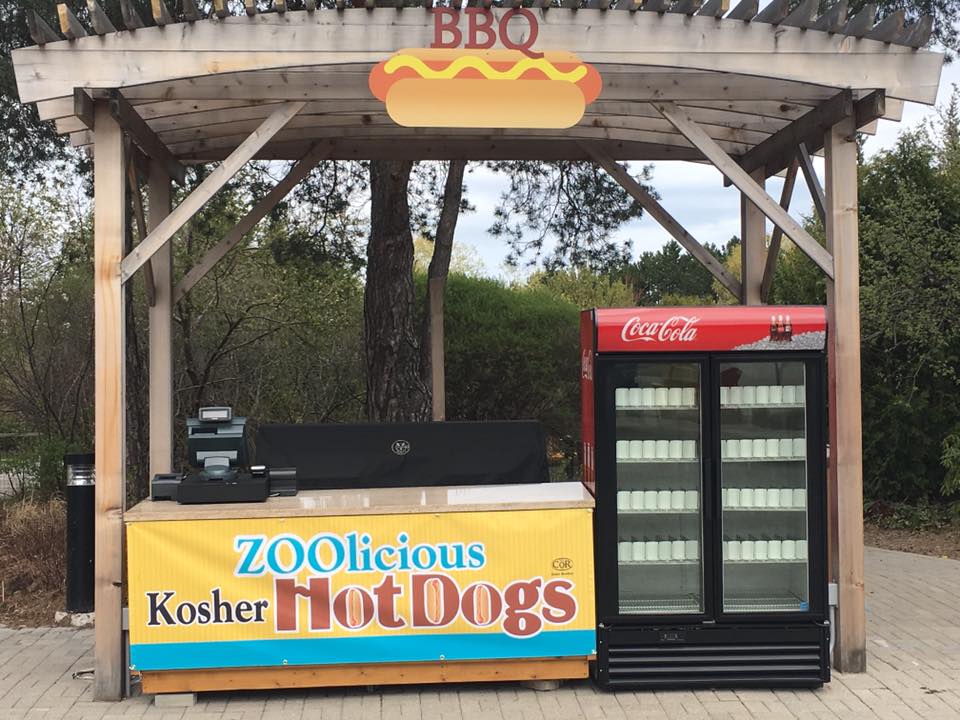 BBQ
Coca-Cola
ZOOlicious
COR
Kosher HotDogs